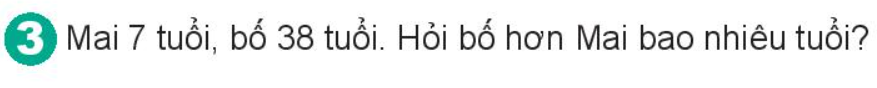 3 Mai 7 tuổi, bố 38 tuổi. Hỏi bố hơn Mai bao nhiêu tuổi?